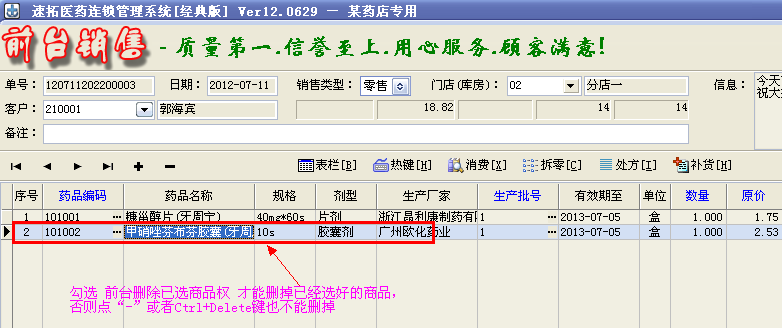 速拓医药连锁管理系统[经典版] Ver12.0629 － 某药店专用
前台销售 - 质量第一.信誉至上.用心服务.顧客滿意!
单号: 120711202200003 日期: 2012-07-11 销售类型: 零售 门店(库房): 02 分店一 信息: 今天
祝大
客户: 210001 郭海宾 18.82 14 14
备注:
表栏[B] 热键[H] 消费[X] 拆零[G] 处方[I] 补货[H]
序号 药品编码 药品名称 规格 剂型 生产厂家 生产批号 有效期至 单位 数量 原价
1 101001 ... 糠甾醇片(牙周宁) 40mg*60s 片剂 浙江昂利康制药有限 1 ... 2013-07-05 盒 1.000 1.75
2 101002 ... 甲硝唑芬布芬胶囊(牙周 10s 胶囊剂 广州欧化药业 1 ... 2013-07-05 盒 1.000 2.53
勾选 前台删除已选商品权 才能删掉已经选好的商品,
否则点“-”或者Ctrl+Delete键也不能删掉